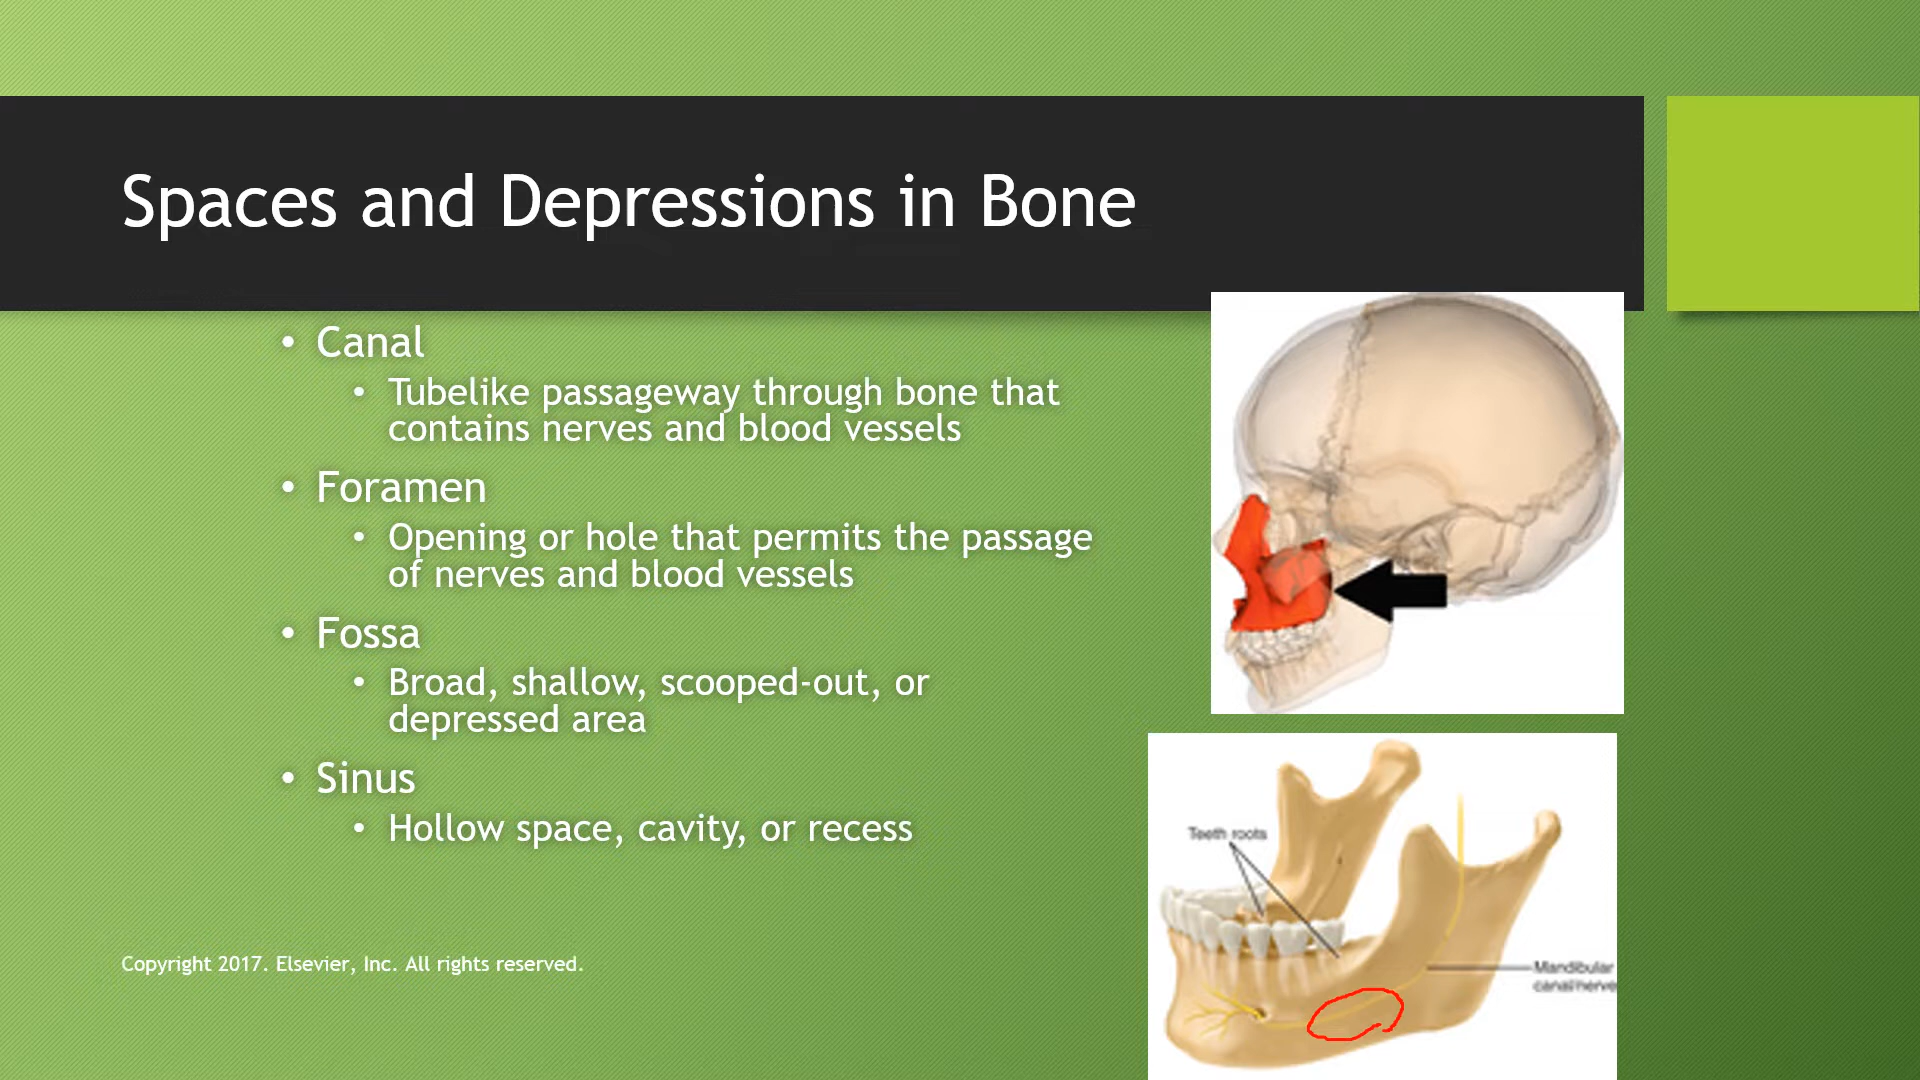 Spaces and Depressions in Bone
• Canal
• Tubelike passageway through bone that
contains nerves and blood vessels
• Foramen
• Opening or hole that permits the passage
of nerves and blood vessels
• Fossa
• Broad, shallow, scooped-out, or
depressed area
• Sinus
• Hollow space, cavity, or recess
Copyright 2017. Elsevier, Inc. All rights reserved.
Teeth roots
Mandibular
canal/nerve